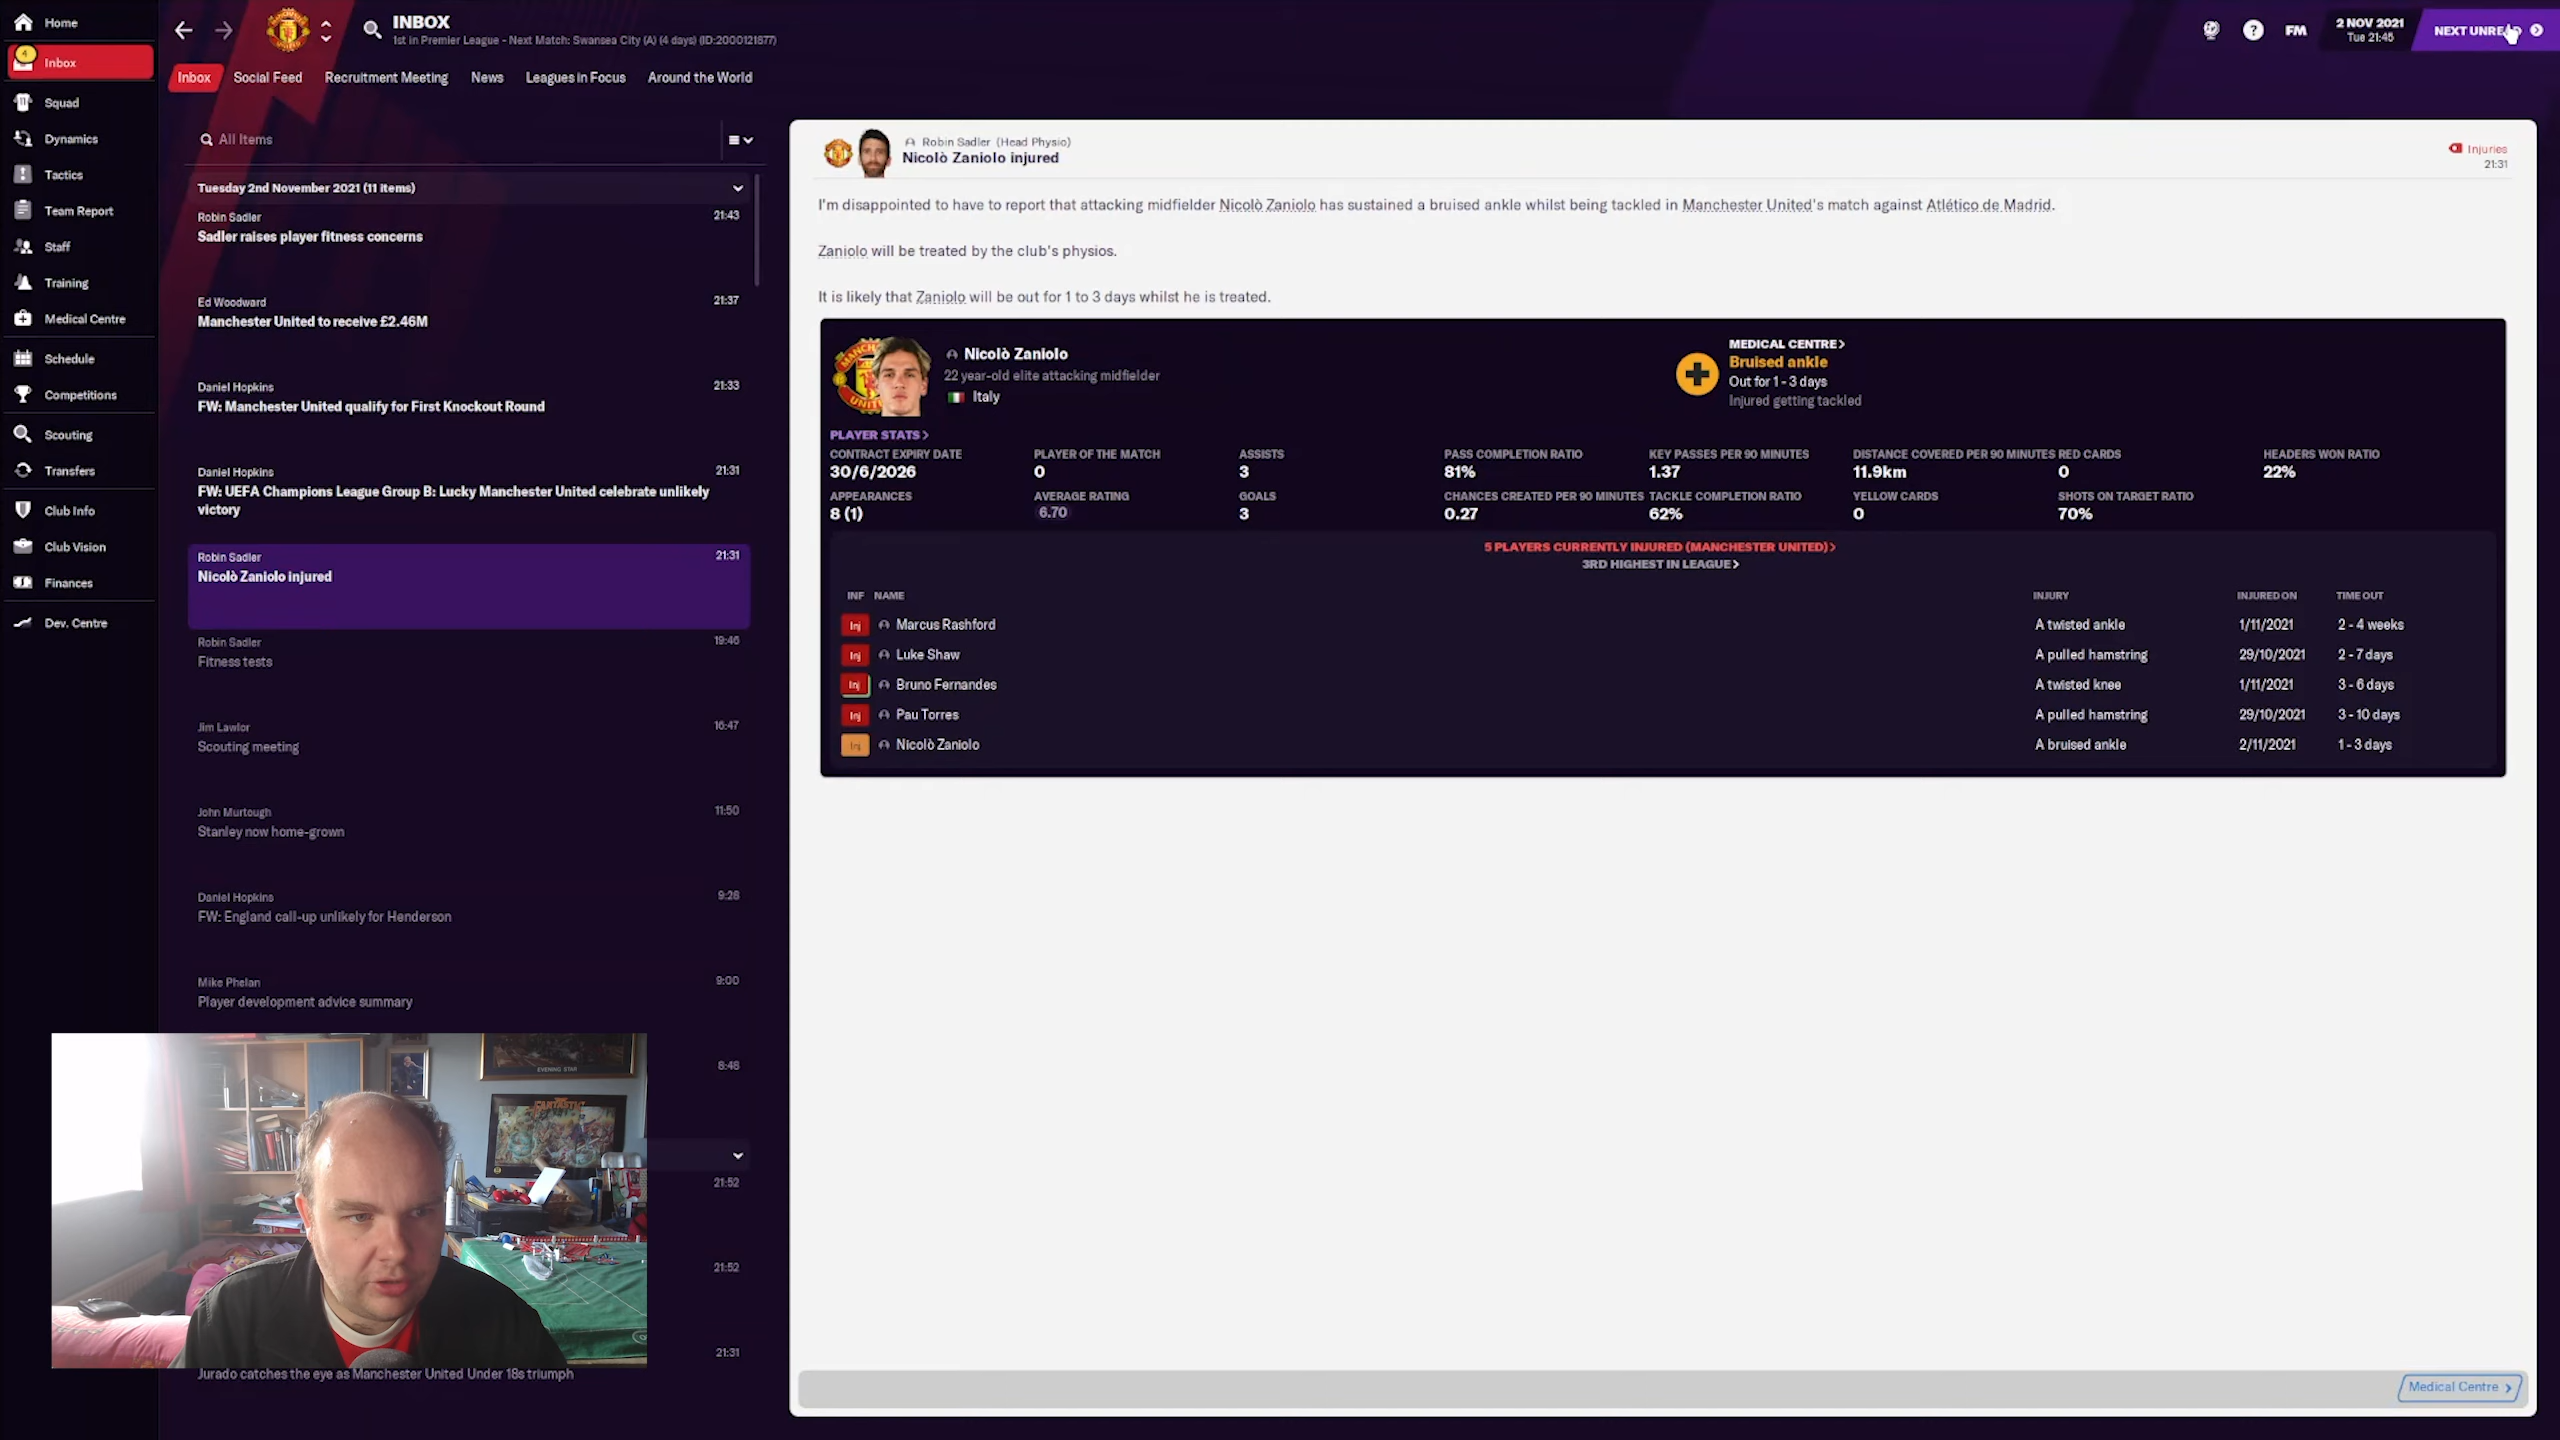 Home
4
Inbox
Squad
Dynamics
Tactics
Team Report
Staff
Training
Medical Centre
Schedule
Competitions
Scouting
Transfers
Club Info
Club Vision
Finances
Dev. Centre
INBOX
1st in Premier League - Next Match: Swansea City (A) (4 days) (ID:2000121877)
? FM
2 NOV 2021
Tue 21:45
NEXT
Inbox Social Feed Recruitment Meeting News Leagues in Focus Around the World
All Items
Tuesday 2nd November 2021 (11 items)
Robin Sadler 21:43
Sadler raises player fitness concerns
Ed Woodward 21:37
Manchester United to receive £2.46M
Daniel Hopkins 21:33
FW: Manchester United qualify for First Knockout Round
Daniel Hopkins 21:31
FW: UEFA Champions League Group B: Lucky Manchester United celebrate unlikely
victory
Robin Sadler 21:31
Nicolò Zaniolo injured
Robin Sadler 19:46
Fitness tests
Jim Lawlor 16:47
Scouting meeting
John Murtough 11:50
Stanley now home-grown
Daniel Hopkins 9:26
FW: England call-up unlikely for Henderson
Mike Phelan 9:00
Player development advice summary
8:48
21:52
21:52
21:31
Jurado catches the eye as Manchester United Under 18s triumph
EVENING STAR
FANTASTIC
Robin Sadler (Head Physio)
Nicolò Zaniolo injured
Injuries
21:31
I'm disappointed to have to report that attacking midfielder Nicolò Zaniolo has sustained a bruised ankle whilst being tackled in Manchester United's match against Atlético de Madrid.
Zaniolo will be treated by the club's physios.
It is likely that Zaniolo will be out for 1 to 3 days whilst he is treated.
Nicolò Zaniolo
22 year-old elite attacking midfielder
Italy
MEDICAL CENTRE >
Bruised ankle
Out for 1 - 3 days
Injured getting tackled
PLAYER STATS >
CONTRACT EXPIRY DATE PLAYER OF THE MATCH ASSISTS PASS COMPLETION RATIO KEY PASSES PER 90 MINUTES DISTANCE COVERED PER 90 MINUTES RED CARDS HEADERS WON RATIO
30/6/2026 0 3 81% 1.37 11.9km 0 22%
APPEARANCES AVERAGE RATING GOALS CHANCES CREATED PER 90 MINUTES TACKLE COMPLETION RATIO YELLOW CARDS SHOTS ON TARGET RATIO
8 (1) 6.70 3 0.27 62% 0 70%
5 PLAYERS CURRENTLY INJURED (MANCHESTER UNITED) >
3RD HIGHEST IN LEAGUE >
INF NAME INJURY INJURED ON TIME OUT
Inj Marcus Rashford A twisted ankle 1/11/2021 2 - 4 weeks
Inj Luke Shaw A pulled hamstring 29/10/2021 2 - 7 days
Inj Bruno Fernandes A twisted knee 1/11/2021 3 - 6 days
Inj Pau Torres A pulled hamstring 29/10/2021 3 - 10 days
Inj Nicolò Zaniolo A bruised ankle 2/11/2021 1 - 3 days
Medical Centre >